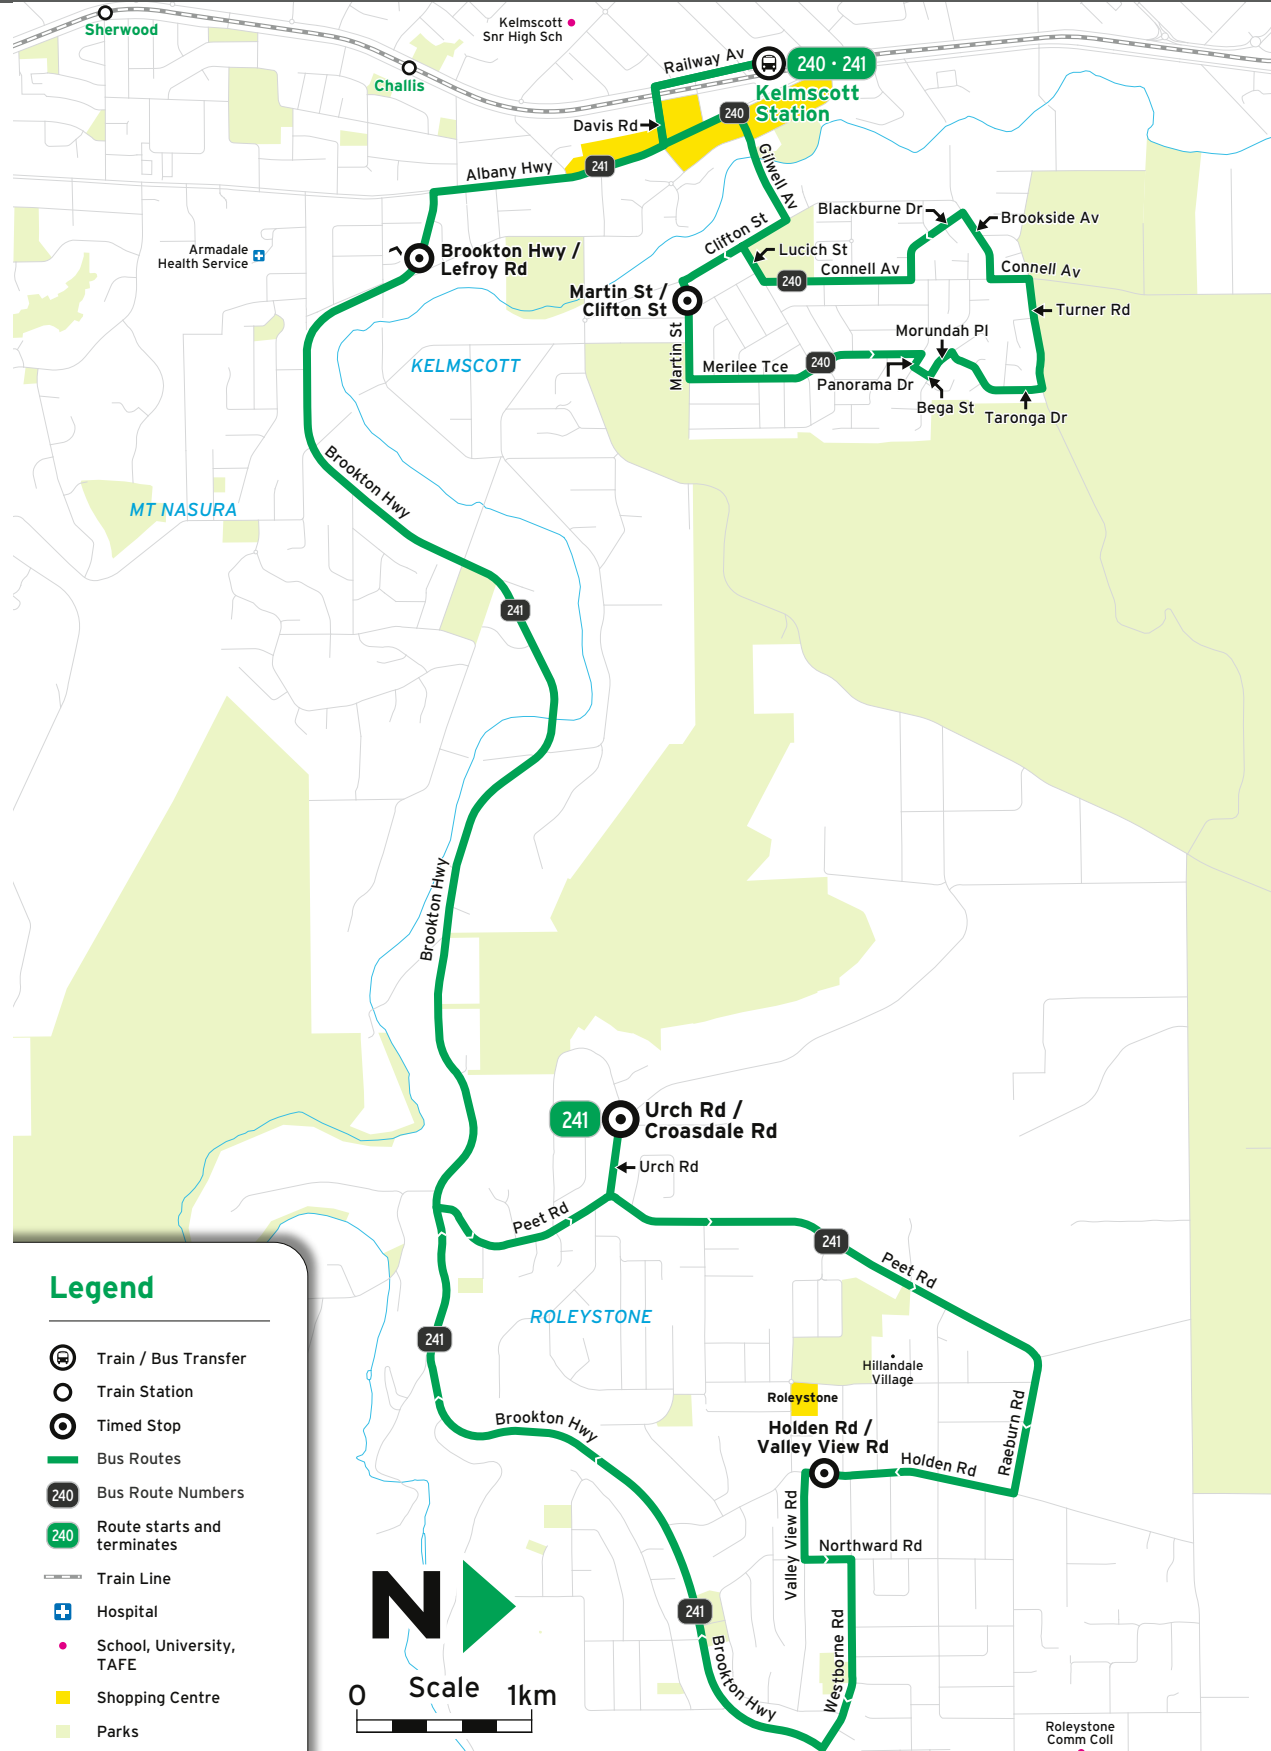 Sherwood
Challis
Kelmscott
Snr High Sch
Railway Av
240 · 241
Kelmscott
Station
Davis Rd
240
241
Albany Hwy
Gilwell Av
Armadale
Health Service
Brookton Hwy /
Lefroy Rd
Clifton St
Lucich St
Blackburne Dr
Brookside Av
Connell Av
240
Connell Av
Martin St /
Clifton St
Turner Rd
Martin St
Merilee Tce
240
Morundah Pl
Panorama Dr
Bega St
Taronga Dr
KELMSCOTT
Brookton Hwy
MT NASURA
241
Brookton Hwy
241
Urch Rd /
Croasdale Rd
Urch Rd
Peet Rd
241
Peet Rd
ROLEYSTONE
241
Hillandale
Village
Roleystone
Holden Rd /
Valley View Rd
Holden Rd
Raeburn Rd
Brookton Hwy
Valley View Rd
Northward Rd
241
Brookton Hwy
Westborne Rd
Roleystone
Comm Coll
Legend
Train / Bus Transfer
Train Station
Timed Stop
Bus Routes
240
Bus Route Numbers
240
Route starts and
terminates
Train Line
Hospital
School, University,
TAFE
Shopping Centre
Parks
N
Scale
0
1km